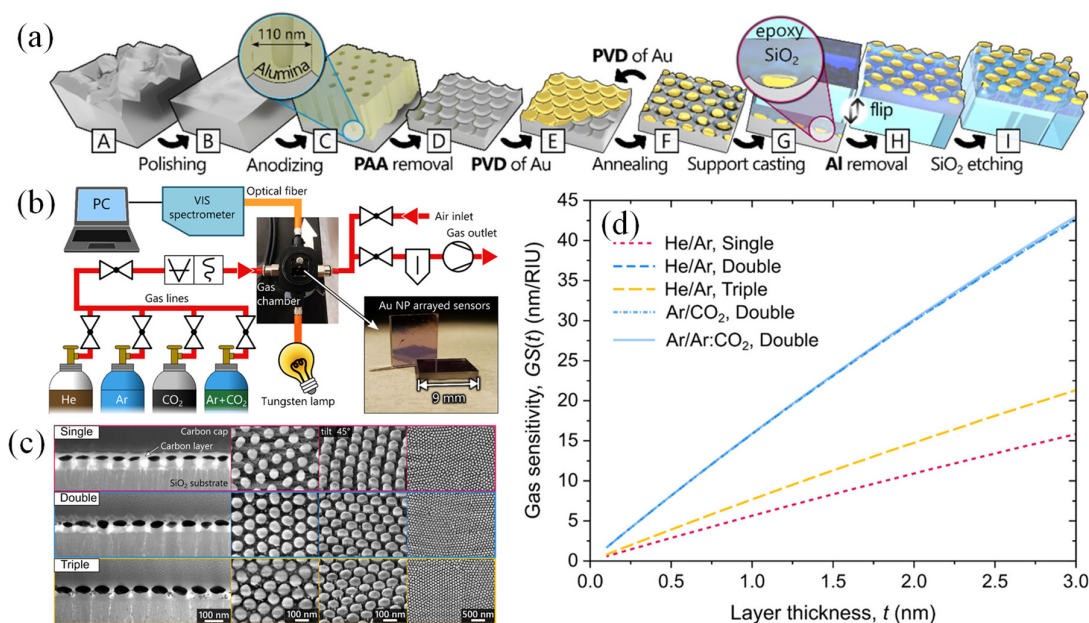 (a)
110 nm
Alumina
PVD of Au
epoxy
SiO₂
flip
A
B
C
D
E
F
G
H
I
Polishing
Anodizing
PAA removal
PVD of Au
Annealing
Support casting
Al removal
SiO₂ etching
(b)
PC
VIS
spectrometer
Optical fiber
Air inlet
Gas outlet
Gas lines
Gas
chamber
Au NP arrayed sensors
9 mm
Tungsten lamp
He
Ar
CO₂
Ar+CO₂
(c)
Single
Carbon cap
Carbon layer
SiO₂ substrate
tilt 45°
Double
Triple
100 nm
100 nm
100 nm
500 nm
(d)
He/Ar, Single
He/Ar, Double
He/Ar, Triple
Ar/CO₂, Double
Ar/Ar:CO₂, Double
Gas sensitivity, GS(t) (nm/RIU)
45
40
35
30
25
20
15
10
5
0
0.0
0.5
1.0
1.5
2.0
2.5
3.0
Layer thickness, t (nm)